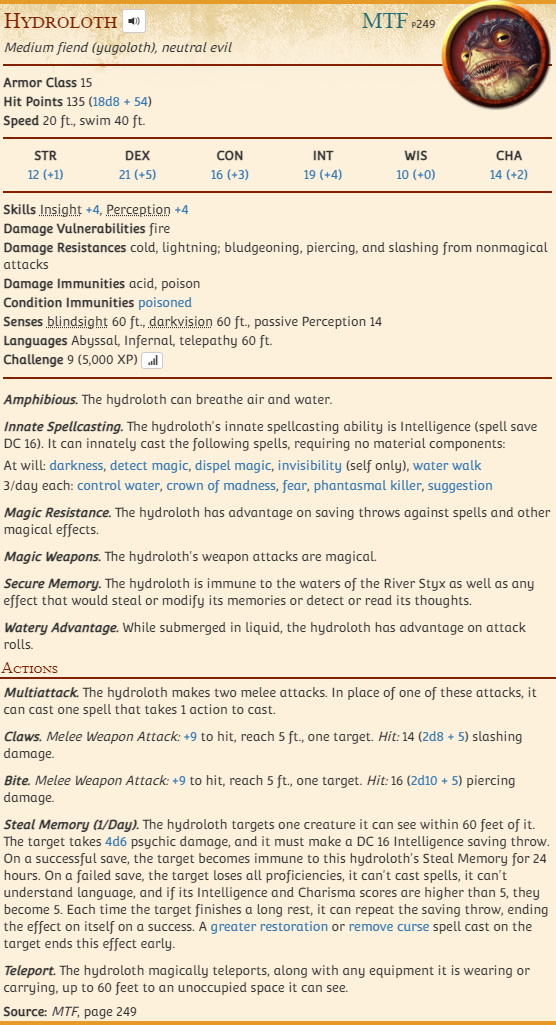 Hydroloth MTF p249
Medium fiend (yugoloth), neutral evil
Armor Class 15
Hit Points 135 (18d8 + 54)
Speed 20 ft., swim 40 ft.
STR DEX CON INT WIS CHA
12 (+1) 21 (+5) 16 (+3) 19 (+4) 10 (+0) 14 (+2)
Skills Insight +4, Perception +4
Damage Vulnerabilities fire
Damage Resistances cold, lightning; bludgeoning, piercing, and slashing from nonmagical
attacks
Damage Immunities acid, poison
Condition Immunities poisoned
Senses blindsight 60 ft., darkvision 60 ft., passive Perception 14
Languages Abyssal, Infernal, telepathy 60 ft.
Challenge 9 (5,000 XP)
Amphibious. The hydroloth can breathe air and water.
Innate Spellcasting. The hydroloth's innate spellcasting ability is Intelligence (spell save
DC 16). It can innately cast the following spells, requiring no material components:
At will: darkness, detect magic, dispel magic, invisibility (self only), water walk
3/day each: control water, crown of madness, fear, phantasmal killer, suggestion
Magic Resistance. The hydroloth has advantage on saving throws against spells and other
magical effects.
Magic Weapons. The hydroloth's weapon attacks are magical.
Secure Memory. The hydroloth is immune to the waters of the River Styx as well as any
effect that would steal or modify its memories or detect or read its thoughts.
Watery Advantage. While submerged in liquid, the hydroloth has advantage on attack
rolls.
Actions
Multiattack. The hydroloth makes two melee attacks. In place of one of these attacks, it
can cast one spell that takes 1 action to cast.
Claws. Melee Weapon Attack: +9 to hit, reach 5 ft., one target. Hit: 14 (2d8 + 5) slashing
damage.
Bite. Melee Weapon Attack: +9 to hit, reach 5 ft., one target. Hit: 16 (2d10 + 5) piercing
damage.
Steal Memory (1/Day). The hydroloth targets one creature it can see within 60 feet of it.
The target takes 4d6 psychic damage, and it must make a DC 16 Intelligence saving throw.
On a successful save, the target becomes immune to this hydroloth's Steal Memory for 24
hours. On a failed save, the target loses all proficiencies, it can't cast spells, it can't
understand language, and if its Intelligence and Charisma scores are higher than 5, they
become 5. Each time the target finishes a long rest, it can repeat the saving throw, ending
the effect on itself on a success. A greater restoration or remove curse spell cast on the
target ends this effect early.
Teleport. The hydroloth magically teleports, along with any equipment it is wearing or
carrying, up to 60 feet to an unoccupied space it can see.
Source: MTF, page 249